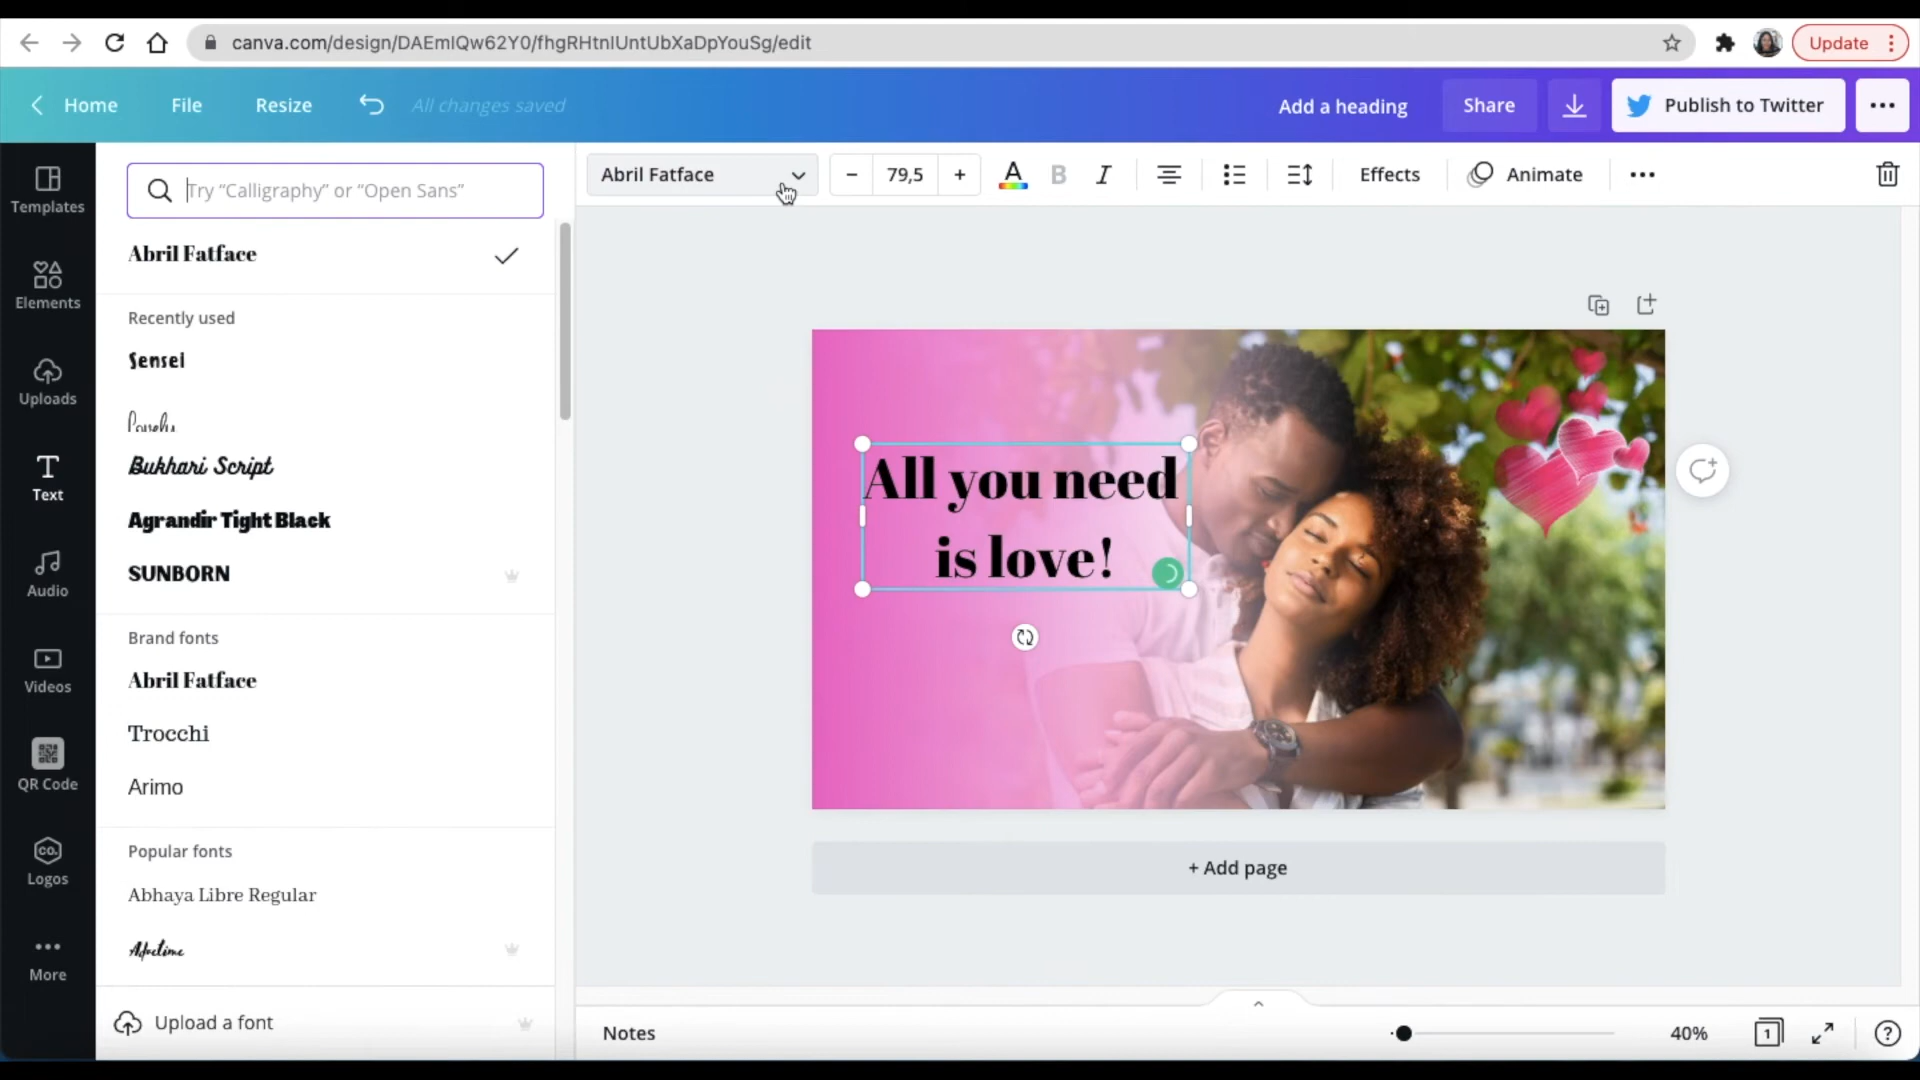 canva.com/design/DAEmlQw62Y0/fhgRHtnlUntUbXaDpYouSg/edit
Update
Home
File
Resize
All changes saved
Add a heading
Share
Publish to Twitter
Try “Calligraphy” or “Open Sans”
Abril Fatface
79,5
A
B
I
Effects
Animate
Templates
Elements
Uploads
Text
Audio
Videos
QR Code
CO.
Logos
More
Abril Fatface
Recently used
Sensei
Bukhari Script
Agrandir Tight Black
SUNBORN
Brand fonts
Abril Fatface
Trocchi
Arimo
Popular fonts
Abhaya Libre Regular
Upload a font
All you need
is love!
+ Add page
Notes
40%
1
?